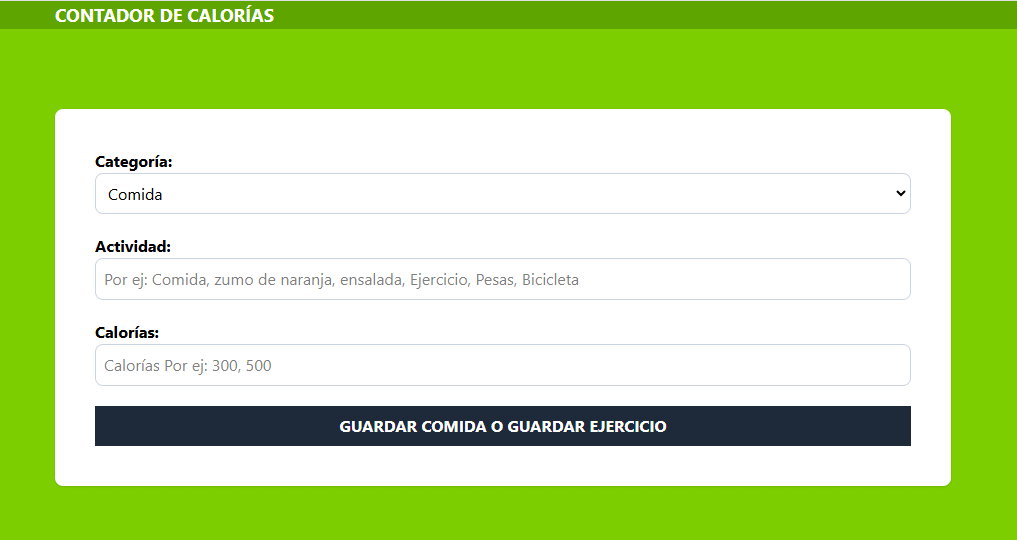 CONTADOR DE CALORÍAS
Categoría:
Comida
Actividad:
Por ej: Comida, zumo de naranja, ensalada, Ejercicio, Pesas, Bicicleta
Calorías:
Calorías Por ej: 300, 500
GUARDAR COMIDA O GUARDAR EJERCICIO